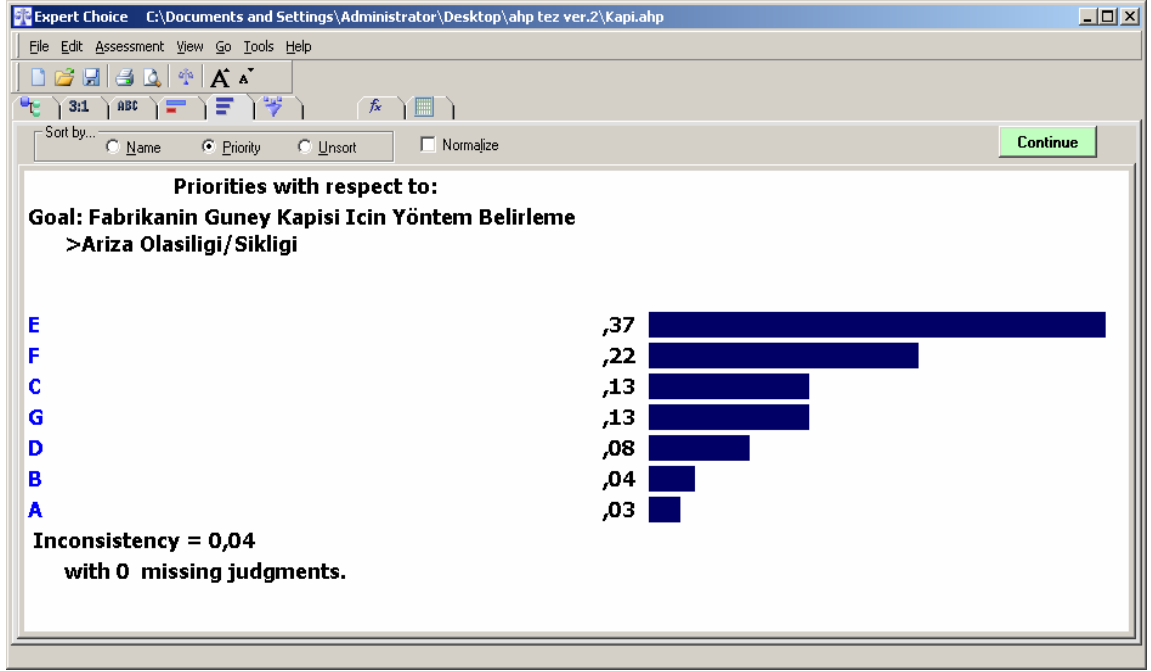 Expert Choice C:\Documents and Settings\Administrator\Desktop\ahp tez ver.2\Kapi.ahp
File Edit Assessment View Go Tools Help
A A
3:1 ABC fx
Sort by...
Name Priority Unsort Normalize Continue
Priorities with respect to:
Goal: Fabrikanin Guney Kapisi Icin Yöntem Belirleme
>Ariza Olasiligi/Sikligi
E ,37
F ,22
C ,13
G ,13
D ,08
B ,04
A ,03
Inconsistency = 0,04
with 0 missing judgments.